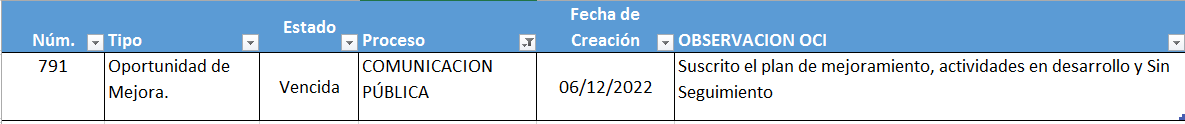 Núm. Tipo Estado Proceso Fecha de Creación OBSERVACION OCI
791 Oportunidad de Mejora. Vencida COMUNICACION PÚBLICA 06/12/2022 Suscrito el plan de mejoramiento, actividades en desarrollo y Sin Seguimiento